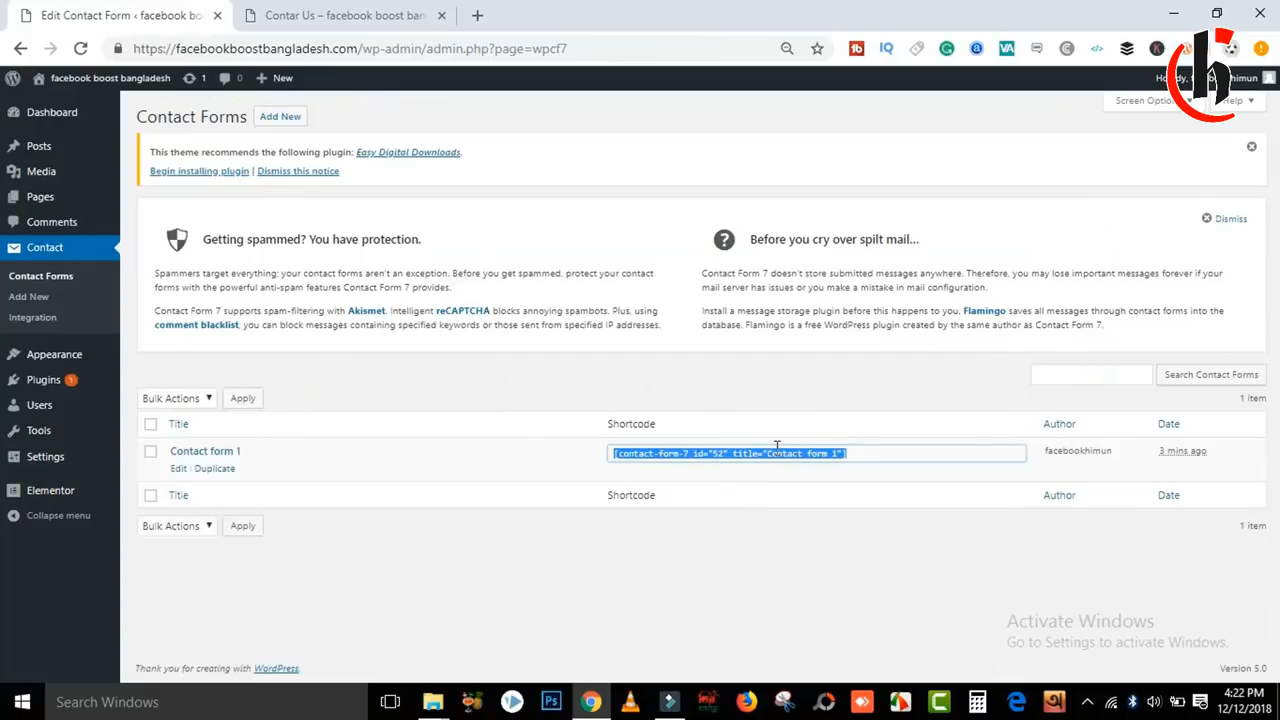 Edit Contact Form ‹ facebook bo
Contar Us – facebook boost ban
https://facebookboostbangladesh.com/wp-admin/admin.php?page=wpcf7
facebook boost bangladesh
1
0
New
Dashboard
Posts
Media
Pages
Comments
Contact
Contact Forms
Add New
Integration
Appearance
Plugins 1
Users
Tools
Settings
Elementor
Collapse menu
Contact Forms
Add New
Help
This theme recommends the following plugin: Easy Digital Downloads.
Begin installing plugin | Dismiss this notice
Dismiss
Getting spammed? You have protection.
Spammers target everything; your contact forms aren't an exception. Before you get spammed, protect your contact
forms with the powerful anti-spam features Contact Form 7 provides.
Contact Form 7 supports spam-filtering with Akismet. Intelligent reCAPTCHA blocks annoying spambots. Plus, using
comment blacklist, you can block messages containing specified keywords or those sent from specified IP addresses.
Before you cry over spilt mail…
Contact Form 7 doesn't store submitted messages anywhere. Therefore, you may lose important messages forever if your
mail server has issues or you make a mistake in mail configuration.
Install a message storage plugin before this happens to you. Flamingo saves all messages through contact forms into the
database. Flamingo is a free WordPress plugin created by the same author as Contact Form 7.
Search Contact Forms
Bulk Actions
Apply
1 item
Title
Shortcode
Author
Date
Contact form 1
[contact-form-7 id="52" title="Contact form 1"]
facebookhimun
3 mins ago
Edit | Duplicate
Title
Shortcode
Author
Date
Bulk Actions
Apply
1 item
Activate Windows
Go to Settings to activate Windows.
Thank you for creating with WordPress.
Version 5.0
Search Windows
4:22 PM
12/12/2018